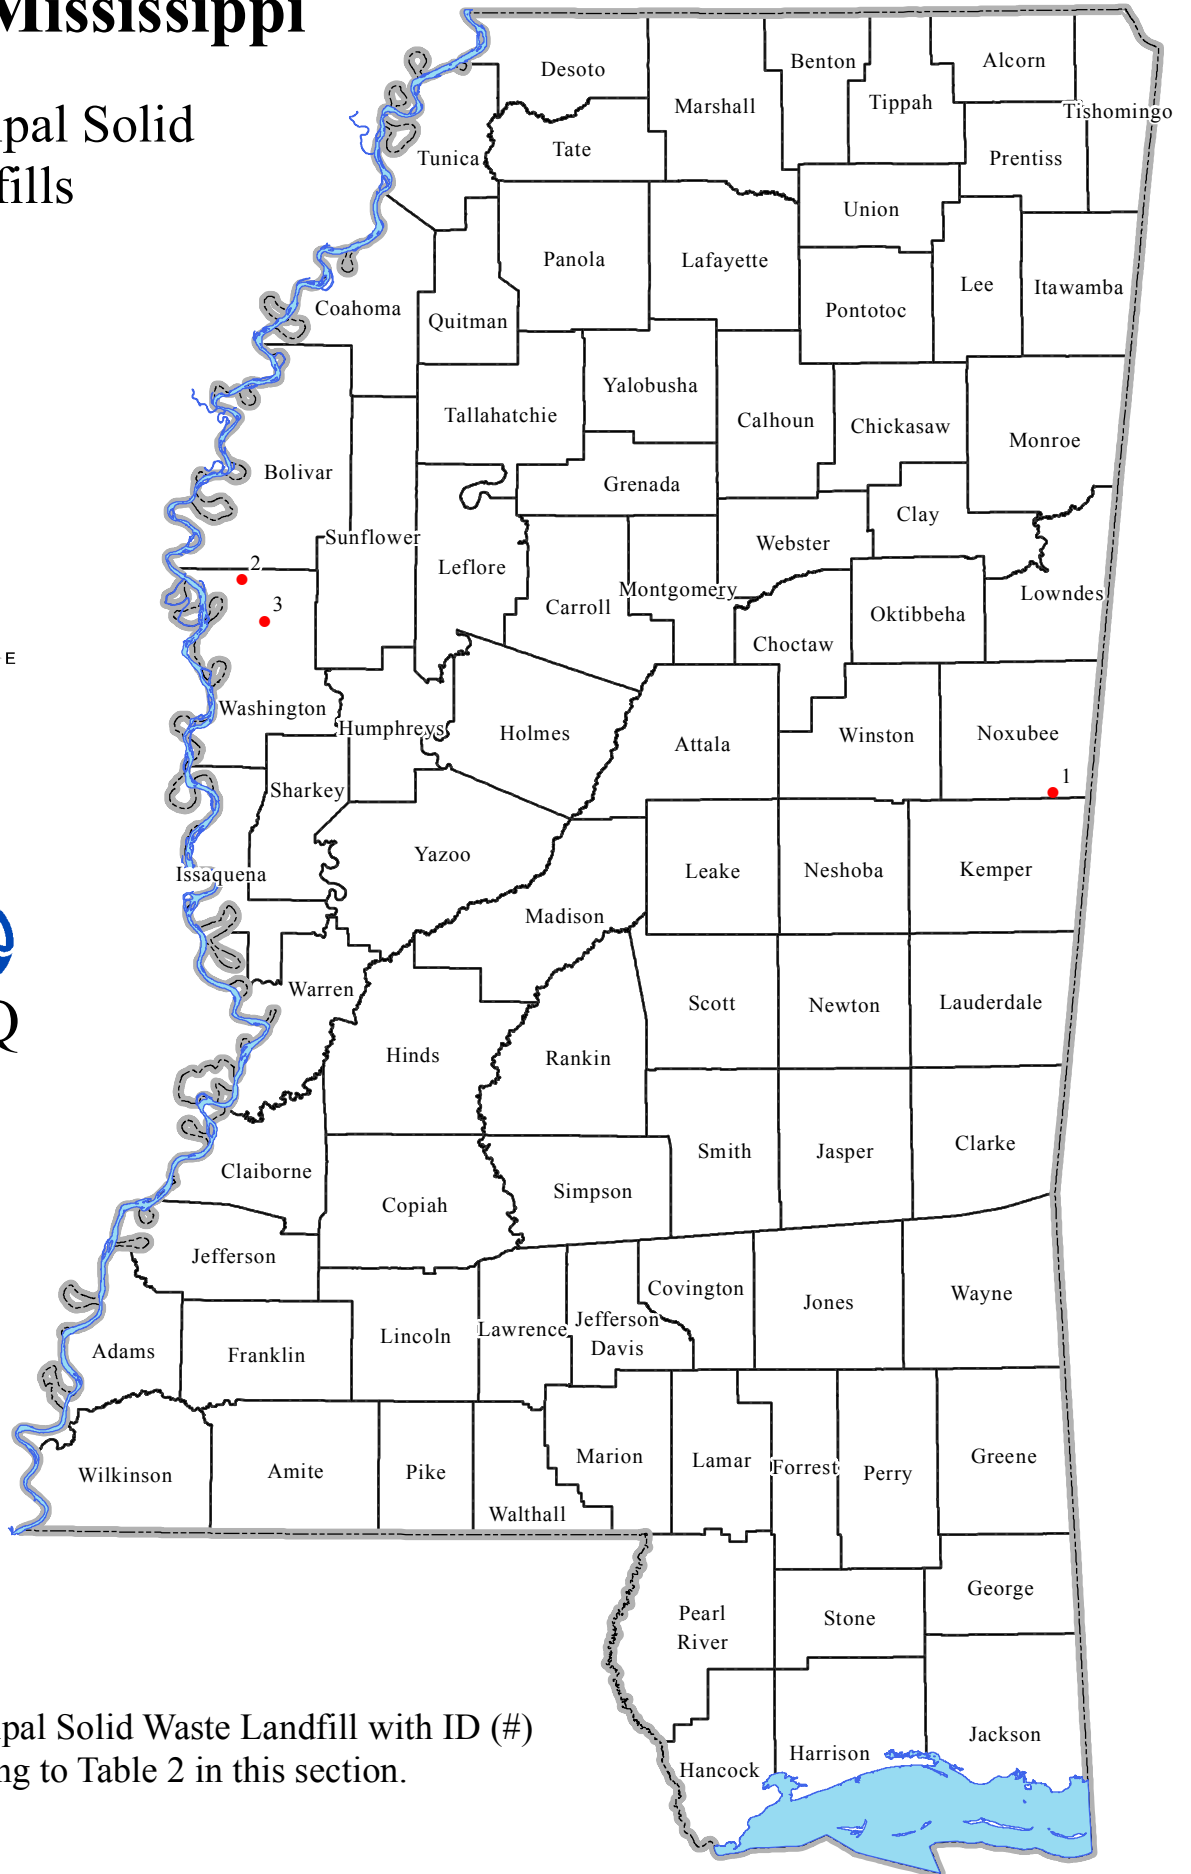 Mississippi
pal Solid
fills
Desoto
Benton
Alcorn
Marshall
Tippah
Tishomingo
Tunica
Tate
Prentiss
Union
Panola
Lafayette
Coahoma
Quitman
Pontotoc
Lee
Itawamba
Tallahatchie
Yalobusha
Calhoun
Chickasaw
Monroe
Bolivar
Grenada
Clay
Sunflower
Webster
2
Leflore
Montgomery
Lowndes
3
Carroll
Oktibbeha
Choctaw
E
Washington
Humphreys
Holmes
Attala
Winston
Noxubee
1
Sharkey
Yazoo
Leake
Neshoba
Kemper
Issaquena
Madison
Warren
Scott
Newton
Lauderdale
Q
Hinds
Rankin
Smith
Jasper
Clarke
Claiborne
Copiah
Simpson
Jefferson
Covington
Jones
Wayne
Adams
Franklin
Lincoln
Lawrence
Jefferson
Davis
Wilkinson
Amite
Pike
Walthall
Marion
Lamar
Forrest
Perry
Greene
George
Pearl
River
Stone
pal Solid Waste Landfill with ID (#)
ng to Table 2 in this section.
Hancock
Harrison
Jackson